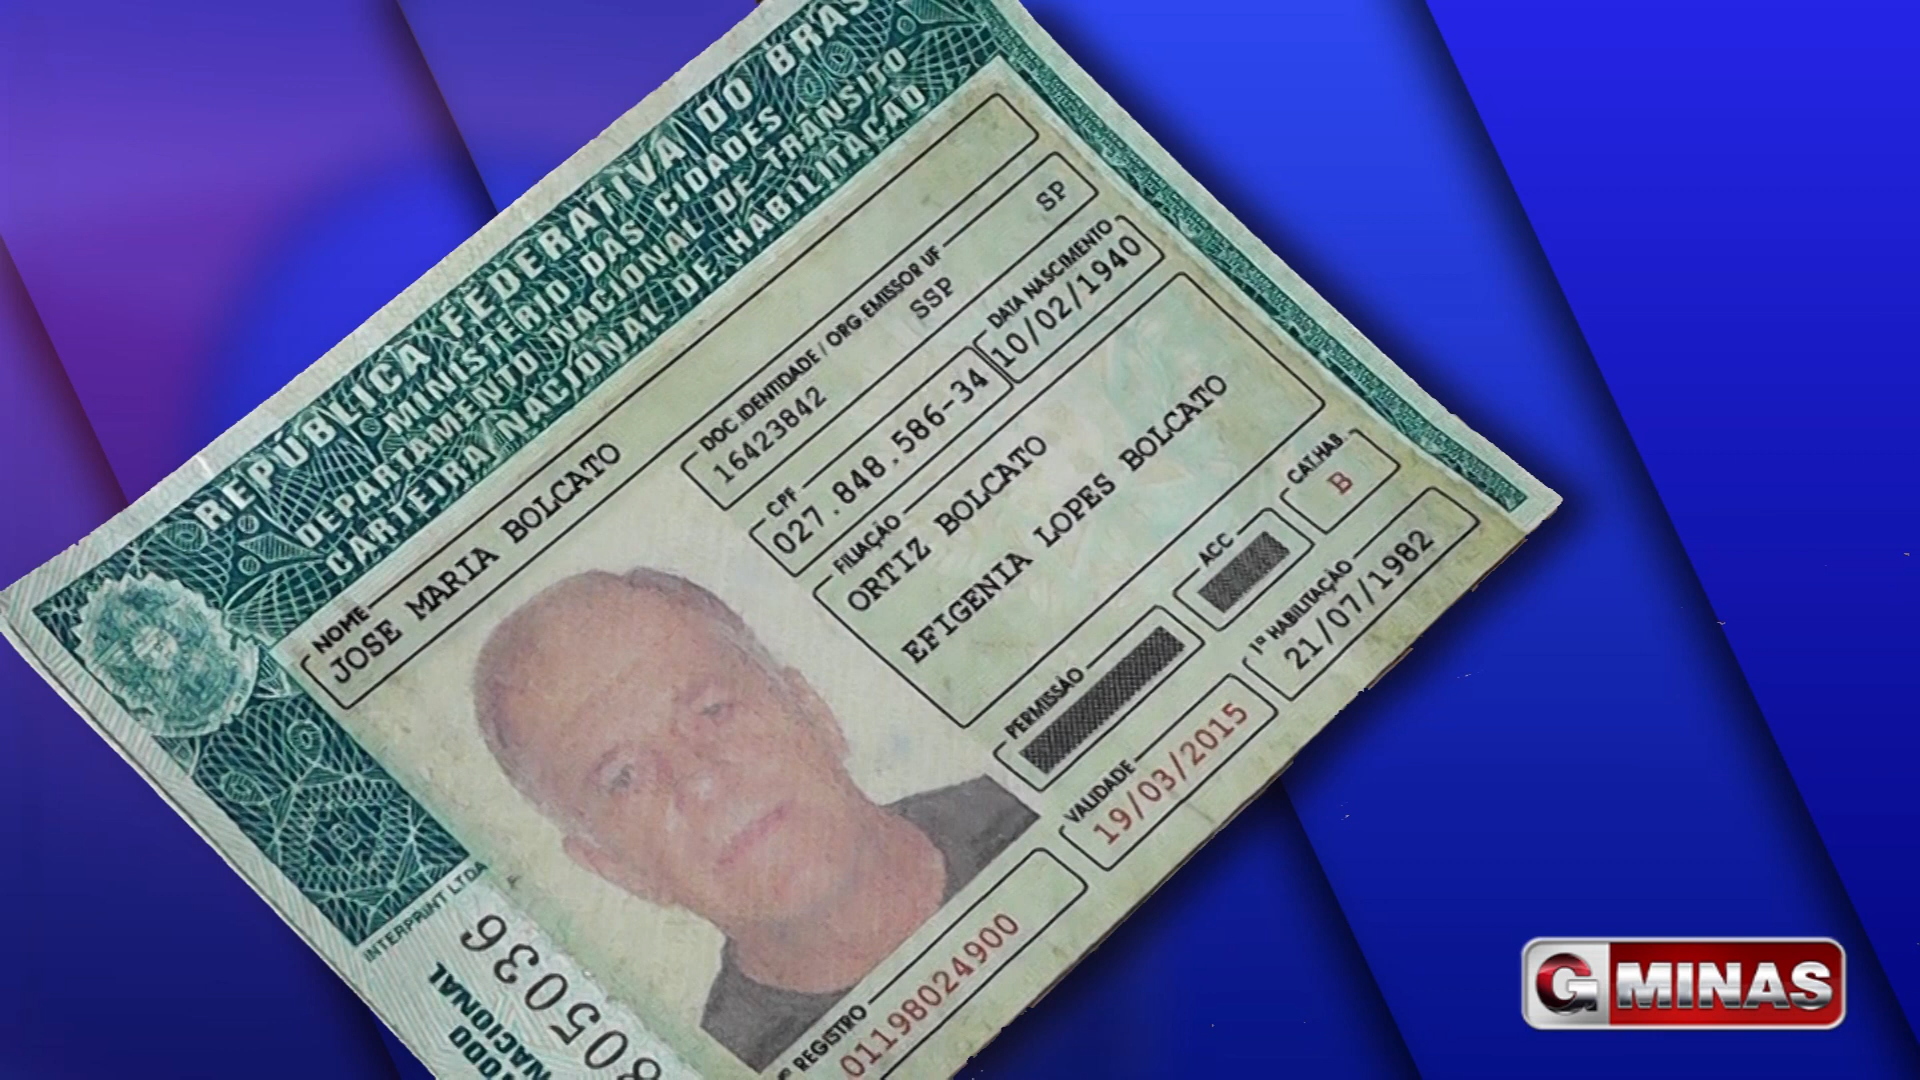 REPÚBLICA FEDERATIVA DO BRAS
MINISTÉRIO DAS CIDADES
DEPARTAMENTO NACIONAL DE TRÂNSITO
CARTEIRA NACIONAL DE HABILITAÇÃO
NOME
JOSE MARIA BOLCATO
DOC. IDENTIDADE / ORG. EMISSOR UF
16423842 SSP SP
CPF
027.848.586-34
DATA NASCIMENTO
10/02/1940
FILIAÇÃO
ORTIZ BOLCATO
EFIGENIA LOPES BOLCATO
PERMISSÃO
ACC
CAT.HAB.
B
REGISTRO
01198024900
VALIDADE
19/03/2015
1ª HABILITAÇÃO
21/07/1982
INTERPRINT LTDA
805036
TODO
NACIONAL
NACIONAL
G MINAS